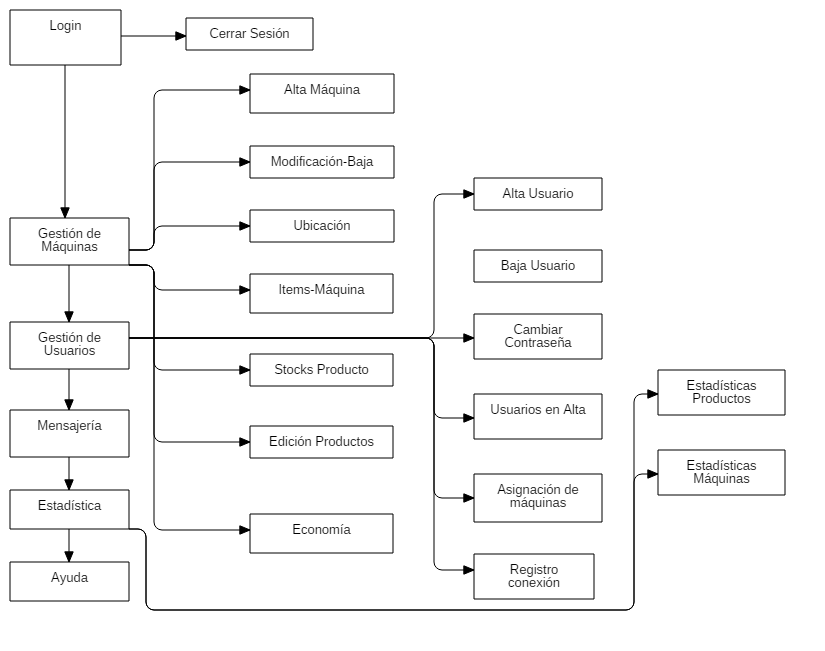 Login
Cerrar Sesión
Alta Máquina
Modificación-Baja
Ubicación
Items-Máquina
Stocks Producto
Edición Productos
Economía
Gestión de
Máquinas
Gestión de
Usuarios
Mensajería
Estadística
Ayuda
Alta Usuario
Baja Usuario
Cambiar
Contraseña
Usuarios en Alta
Asignación de
máquinas
Registro
conexión
Estadísticas
Productos
Estadísticas
Máquinas